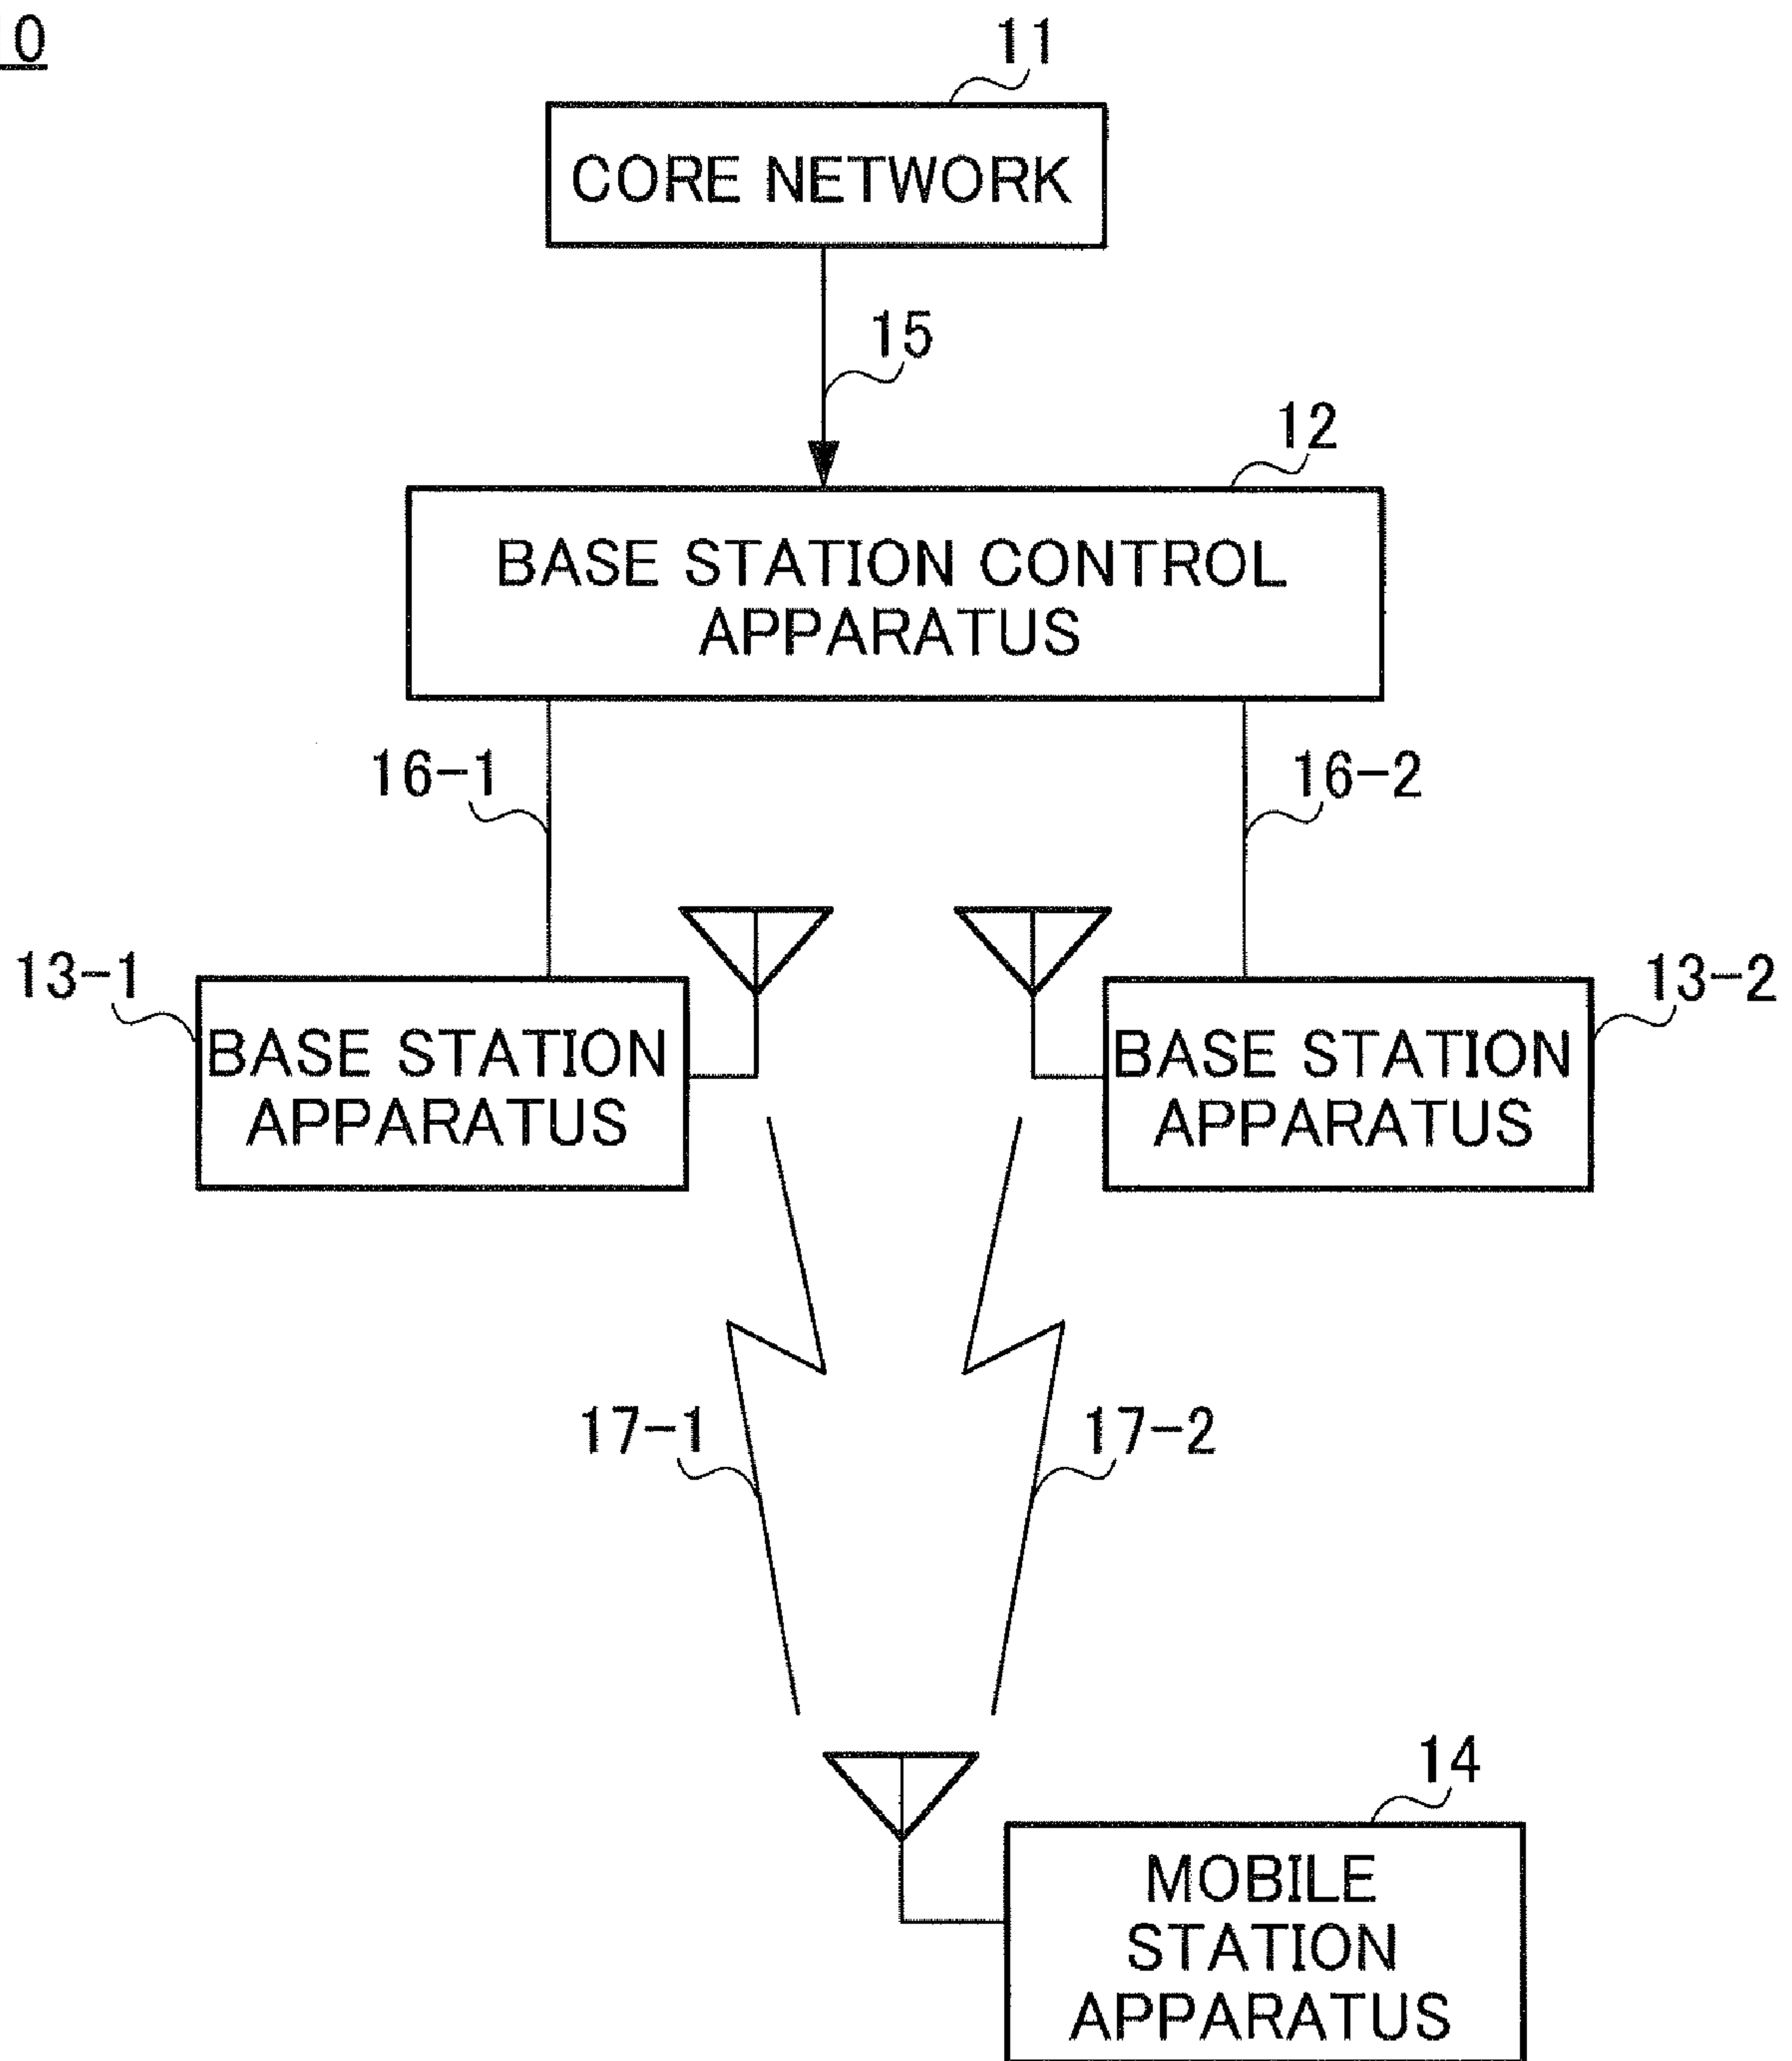 10
11
CORE NETWORK
15
12
BASE STATION CONTROL
APPARATUS
16-1
16-2
13-1
13-2
BASE STATION
APPARATUS
BASE STATION
APPARATUS
17-1
17-2
14
MOBILE
STATION
APPARATUS